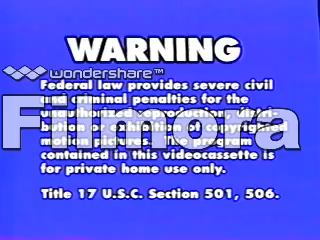 WARNING
wondershare™
Federal law provides severe civil
and criminal penalties for the
unauthorized reproduction, distri-
bution or exhibition of copyrighted
motion pictures. The program
contained in this videocassette is
for private home use only.
Filmora
Title 17 U.S.C. Section 501, 506.